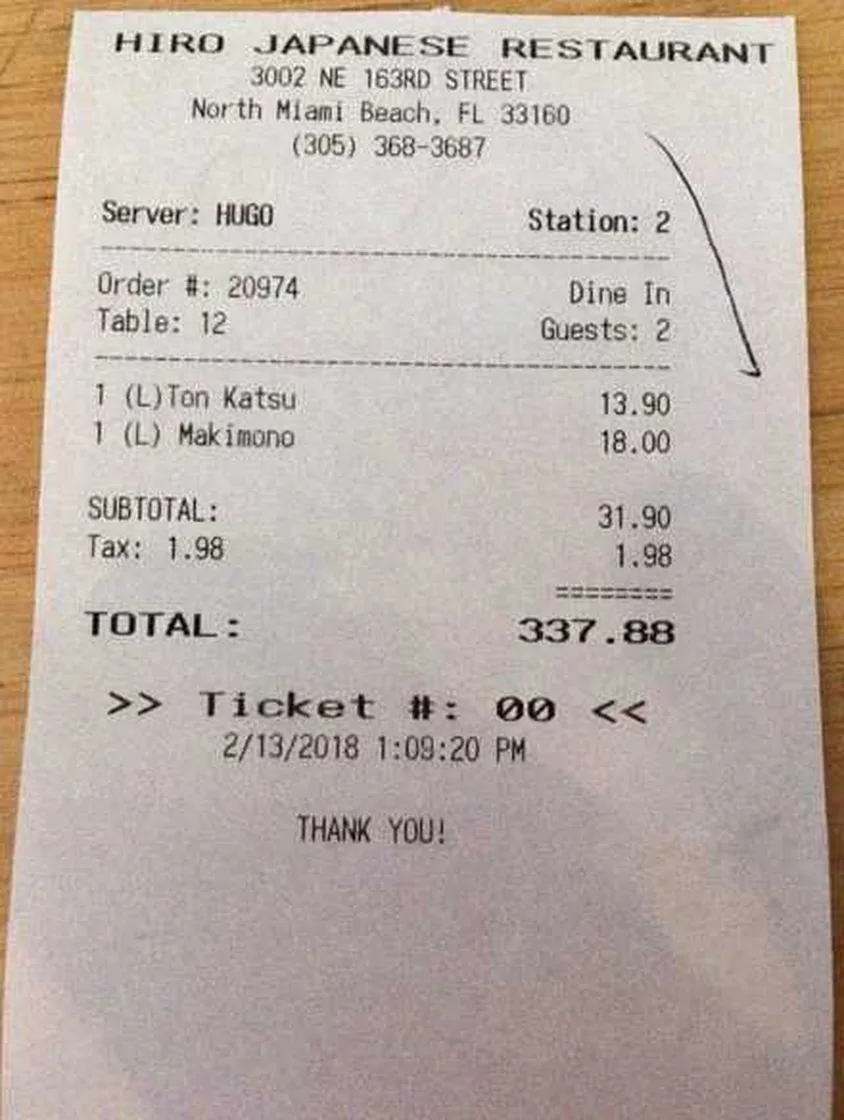 HIRO JAPANESE RESTAURANT
3002 NE 163RD STREET
North Miami Beach, FL 33160
(305) 368-3687
Server: HUGO Station: 2
Order #: 20974 Dine In
Table: 12 Guests: 2
1 (L)Ton Katsu 13.90
1 (L) Makimono 18.00
SUBTOTAL: 31.90
Tax: 1.98 1.98
========
TOTAL: 337.88
>> Ticket #: 00 <<
2/13/2018 1:09:20 PM
THANK YOU!